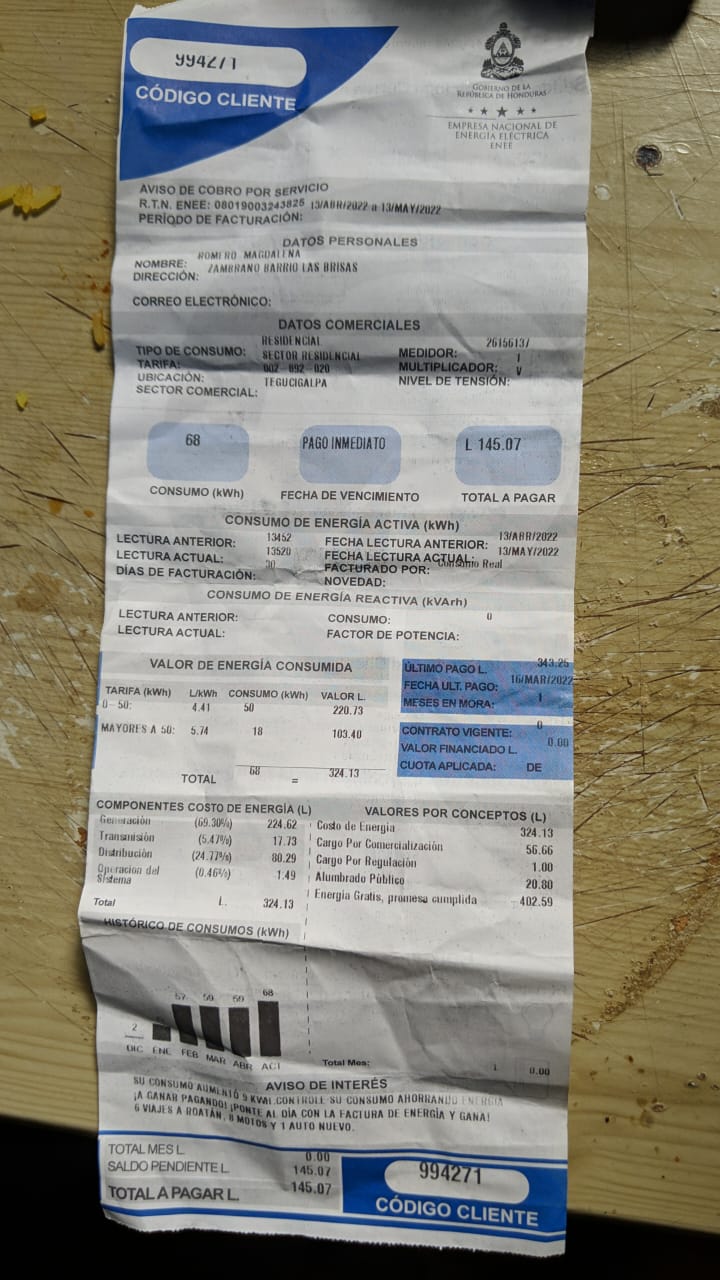 994271
CÓDIGO CLIENTE
GOBIERNO DE LA
REPÚBLICA DE HONDURAS
EMPRESA NACIONAL DE
ENERGÍA ELÉCTRICA
ENEE
AVISO DE COBRO POR SERVICIO
R.T.N. ENEE: 08019003243825 13/ABR/2022 a 13/MAY/2022
PERÍODO DE FACTURACIÓN:
DATOS PERSONALES
ROMERO MAGDALENA
NOMBRE: ZAMBRANO BARRIO LAS BRISAS
DIRECCIÓN:
CORREO ELECTRÓNICO:
DATOS COMERCIALES
RESIDENCIAL 26156137
TIPO DE CONSUMO: SECTOR RESIDENCIAL MEDIDOR: 1
TARIFA: 002-892-020 MULTIPLICADOR: V
UBICACIÓN: TEGUCIGALPA NIVEL DE TENSIÓN:
SECTOR COMERCIAL:
68 PAGO INMEDIATO L 145.07
CONSUMO (kWh) FECHA DE VENCIMIENTO TOTAL A PAGAR
CONSUMO DE ENERGÍA ACTIVA (kWh)
LECTURA ANTERIOR: 13452 FECHA LECTURA ANTERIOR: 13/ABR/2022
LECTURA ACTUAL: 13520 FECHA LECTURA ACTUAL: 13/MAY/2022
DÍAS DE FACTURACIÓN: 30 FACTURADO POR: Consumo Real
NOVEDAD:
CONSUMO DE ENERGÍA REACTIVA (kVArh)
LECTURA ANTERIOR: CONSUMO: 0
LECTURA ACTUAL: FACTOR DE POTENCIA:
VALOR DE ENERGÍA CONSUMIDA
TARIFA (kWh) L/kWh CONSUMO (kWh) VALOR L.
0-50: 4.41 50 220.73
MAYORES A 50: 5.74 18 103.40
TOTAL 68 = 324.13
ÚLTIMO PAGO L. 343.25
FECHA ULT. PAGO: 16/MAR/2022
MESES EN MORA: 1
CONTRATO VIGENTE: 0
VALOR FINANCIADO L. 0.00
CUOTA APLICADA: DE
COMPONENTES COSTO DE ENERGÍA (L)
Generación (69.30%) 224.62
Transmisión (5.47%) 17.73
Distribución (24.77%) 80.29
Operacion del (0.46%) 1.49
Sistema
Total L. 324.13
VALORES POR CONCEPTOS (L)
Costo de Energia 324.13
Cargo Por Comercialización 56.66
Cargo Por Regulación 1.00
Alumbrado Público 20.80
Energia Gratis, promesa cumplida 402.59
HISTÓRICO DE CONSUMOS (kWh)
2 57 68
DIC ENE FEB MAR ABR ACT
Total Mes: L 0.00
AVISO DE INTERÉS
SU CONSUMO AUMENTÓ 9 CONTROLE SU CONSUMO AHORRANDO ENERGIA
¡A GANAR PAGANDO! ¡PONTE AL DÍA CON LA FACTURA DE ENERGÍA Y GANA!
6 VIAJES A ROATÁN, 8 MOTOS Y 1 AUTO NUEVO.
TOTAL MES L. 0.00
SALDO PENDIENTE L. 145.07
TOTAL A PAGAR L. 145.07
994271
CÓDIGO CLIENTE